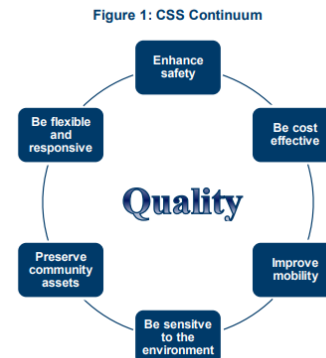 Figure 1: CSS Continuum
Enhance
safety
Be flexible
and
responsive
Be cost
effective
Quality
Preserve
community
assets
Improve
mobility
Be sensitve
to the
environment